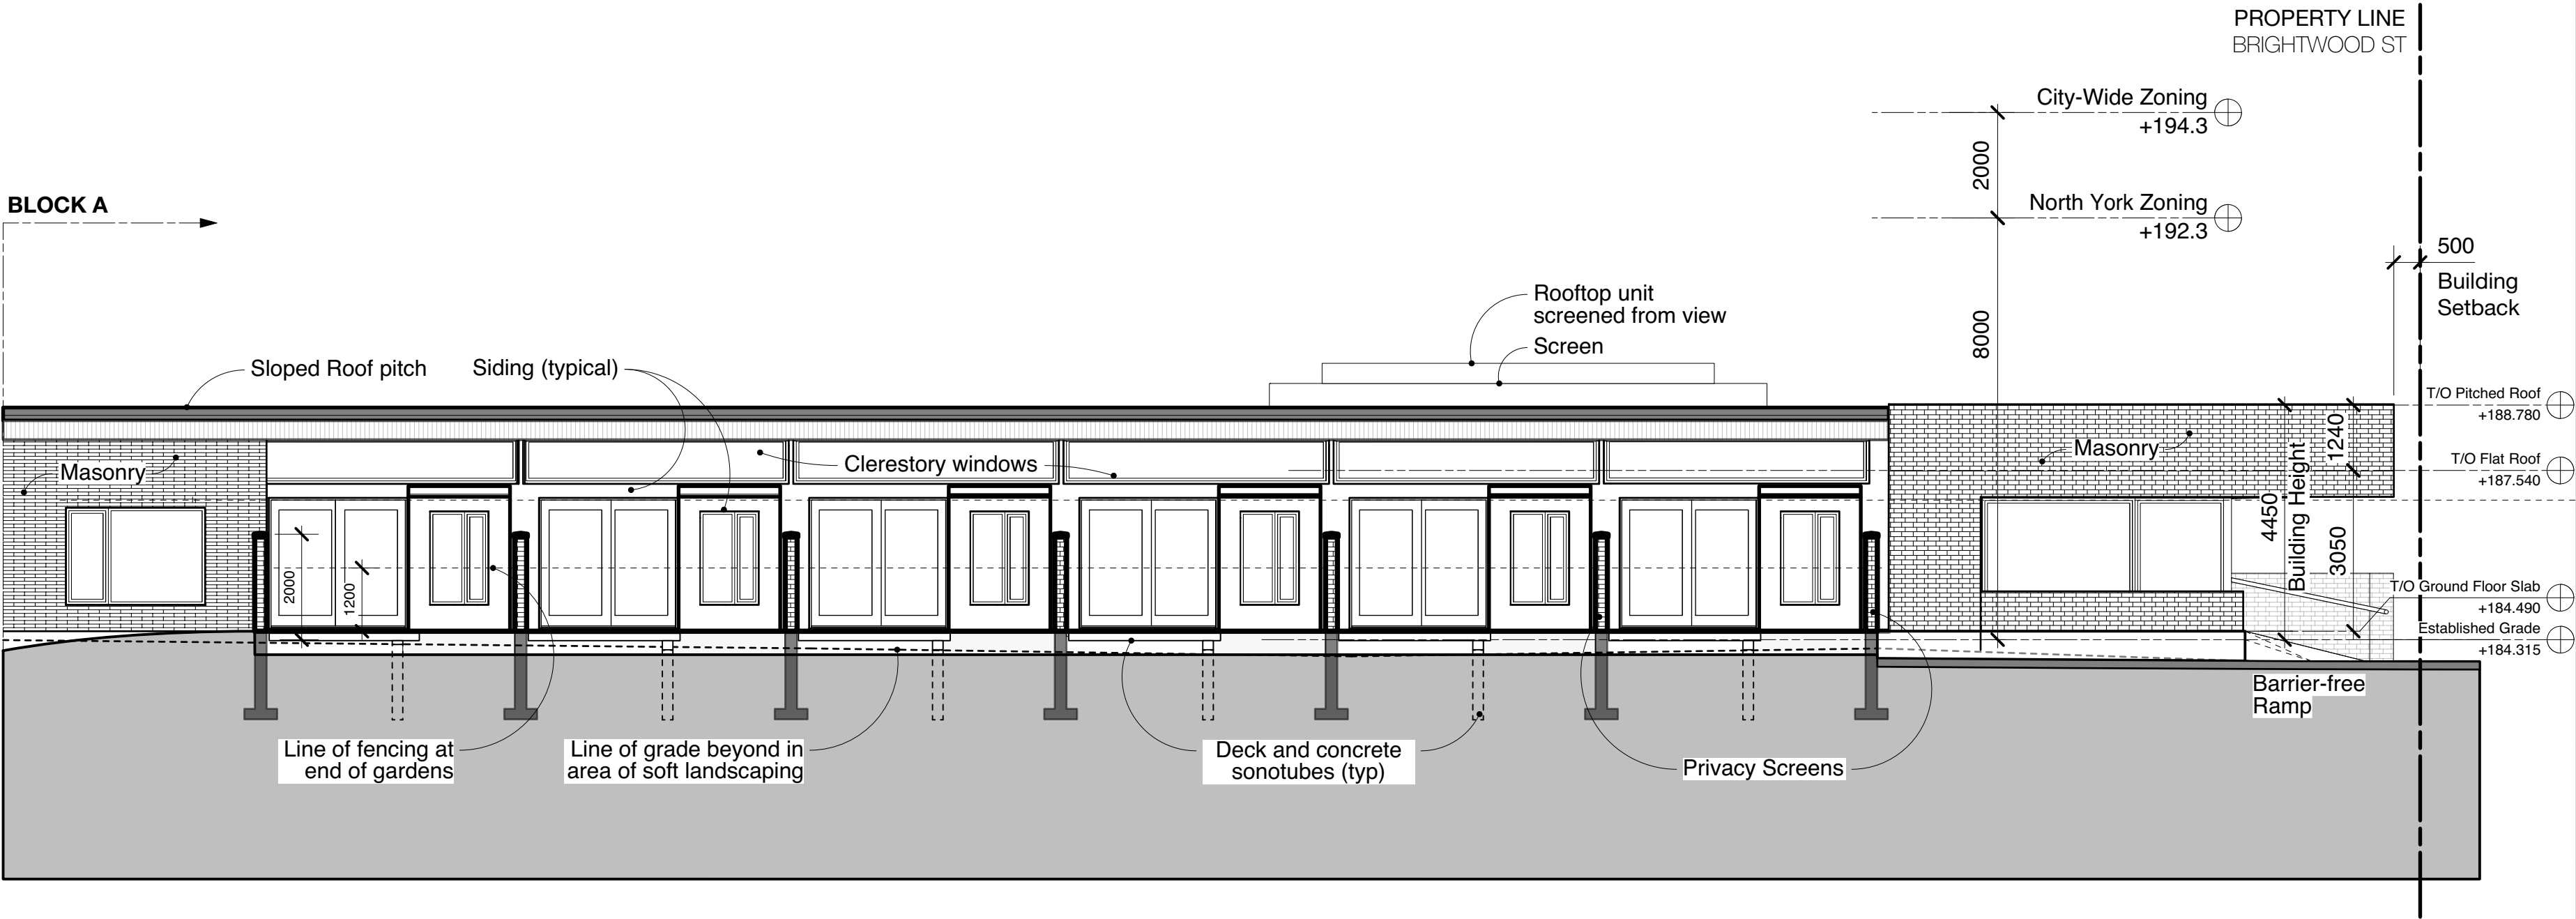 PROPERTY LINE
BRIGHTWOOD ST
City-Wide Zoning
+194.3
2000
North York Zoning
+192.3
BLOCK A
500
Building
Setback
8000
Rooftop unit
screened from view
Screen
Sloped Roof pitch
Siding (typical)
T/O Pitched Roof
+188.780
1240
Masonry
Clerestory windows
Masonry
T/O Flat Roof
+187.540
4450
Building Height
3050
2000
1200
T/O Ground Floor Slab
+184.490
Established Grade
+184.315
Barrier-free
Ramp
Line of fencing at
end of gardens
Line of grade beyond in
area of soft landscaping
Deck and concrete
sonotubes (typ)
Privacy Screens